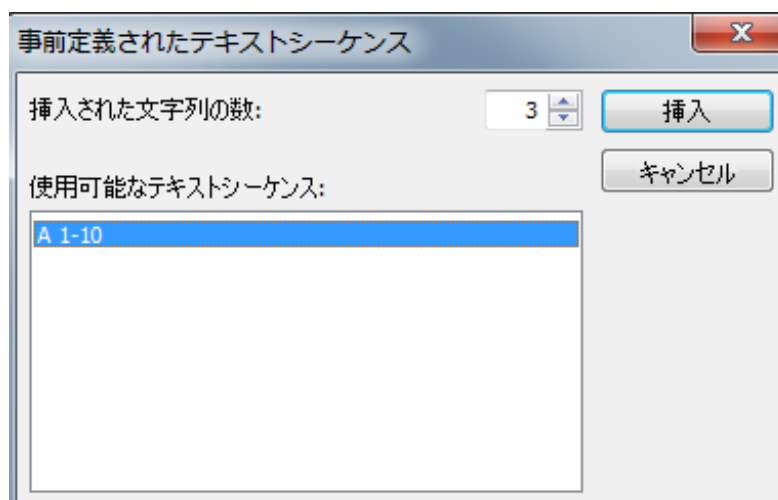 事前定義されたテキストシーケンス
挿入された文字列の数: 3 挿入
キャンセル
使用可能なテキストシーケンス:
A 1-10